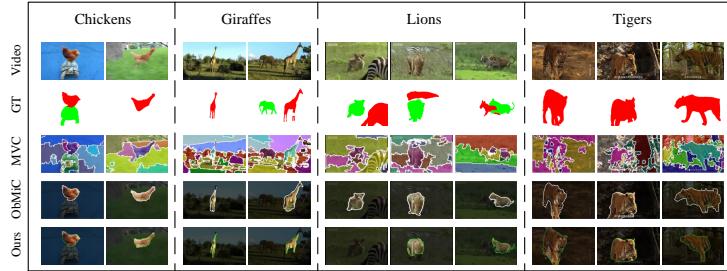 Chickens Giraffes Lions Tigers
Video
GT
MVC
ObMiC
Ours